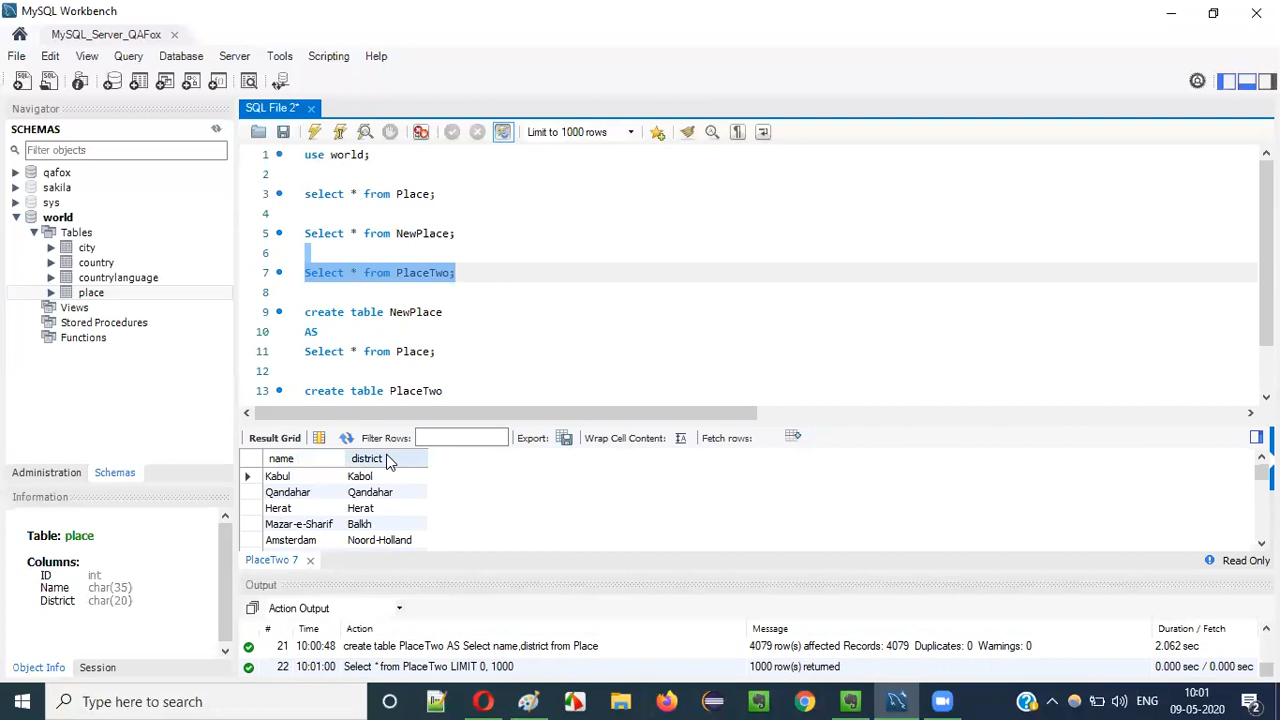 MySQL Workbench
MySQL_Server_QAFox
File Edit View Query Database Server Tools Scripting Help
Navigator
SQL File 2*
SCHEMAS
Filter objects
Limit to 1000 rows
qafox
sakila
sys
world
Tables
city
country
countrylanguage
place
Views
Stored Procedures
Functions
1 use world;
2
3 select * from Place;
4
5 Select * from NewPlace;
6
7 Select * from PlaceTwo;
8
9 create table NewPlace
10 AS
11 Select * from Place;
12
13 create table PlaceTwo
Result Grid Filter Rows: Export: Wrap Cell Content: Fetch rows:
name district
Kabul Kabol
Qandahar Qandahar
Herat Herat
Mazar-e-Sharif Balkh
Amsterdam Noord-Holland
PlaceTwo 7
Read Only
Administration Schemas
Information
Table: place
Columns:
ID int
Name char(35)
District char(20)
Object Info Session
Output
Action Output
# Time Action Message Duration / Fetch
21 10:00:48 create table PlaceTwo AS Select name,district from Place 4079 row(s) affected Records: 4079 Duplicates: 0 Warnings: 0 2.062 sec
22 10:01:00 Select * from PlaceTwo LIMIT 0, 1000 1000 row(s) returned 0.000 sec / 0.000 sec
Type here to search
ENG
10:01
09-05-2020
2